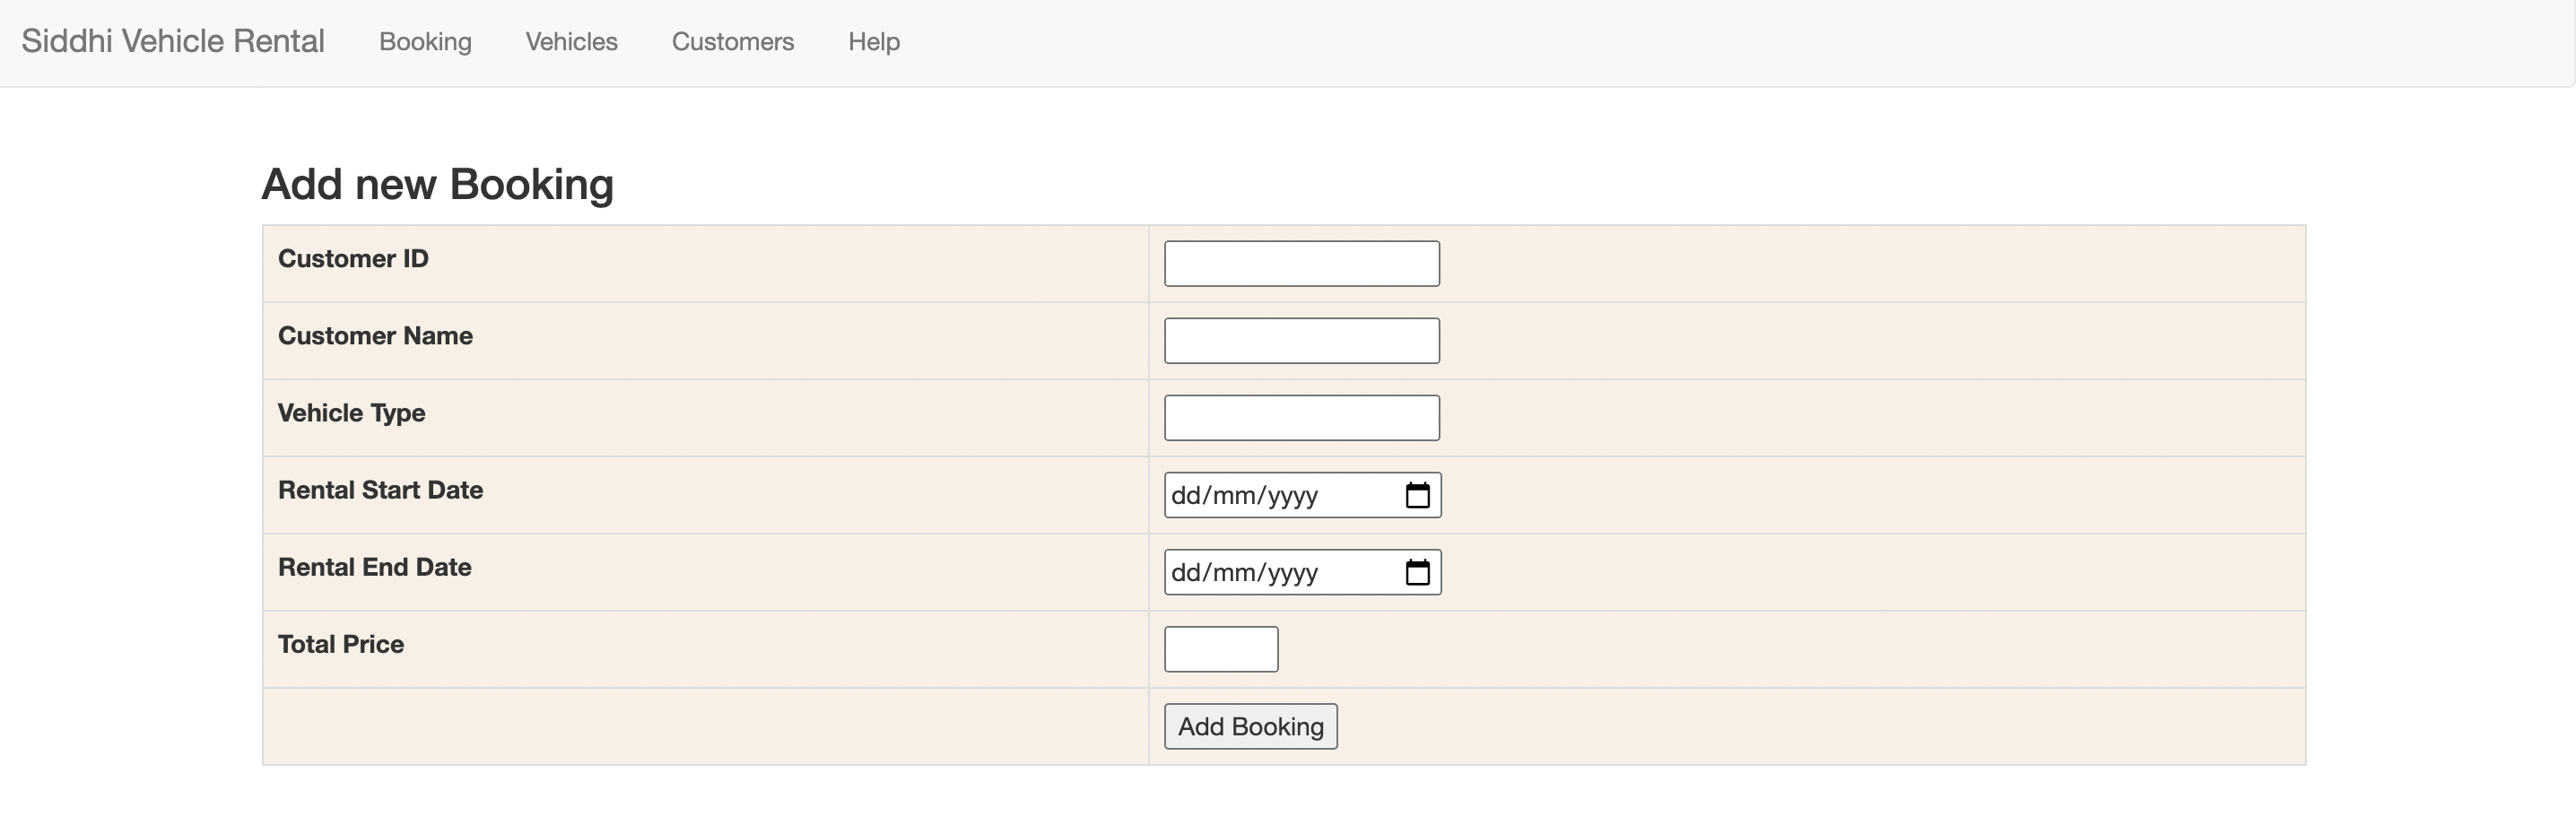 Siddhi Vehicle Rental Booking Vehicles Customers Help
Add new Booking
Customer ID
Customer Name
Vehicle Type
Rental Start Date dd/mm/yyyy
Rental End Date dd/mm/yyyy
Total Price
Add Booking